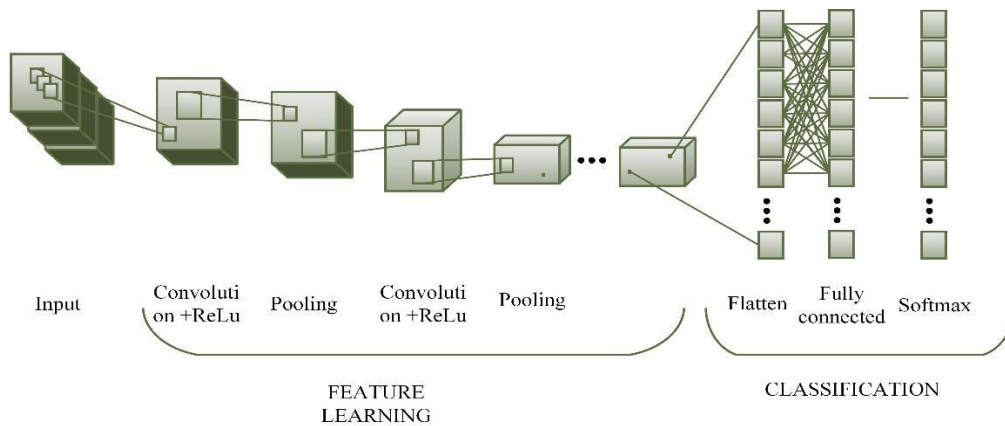 Input
Convoluti
on +ReLu
Pooling
Convoluti
on +ReLu
Pooling
Flatten
Fully
connected
Softmax
FEATURE
LEARNING
CLASSIFICATION